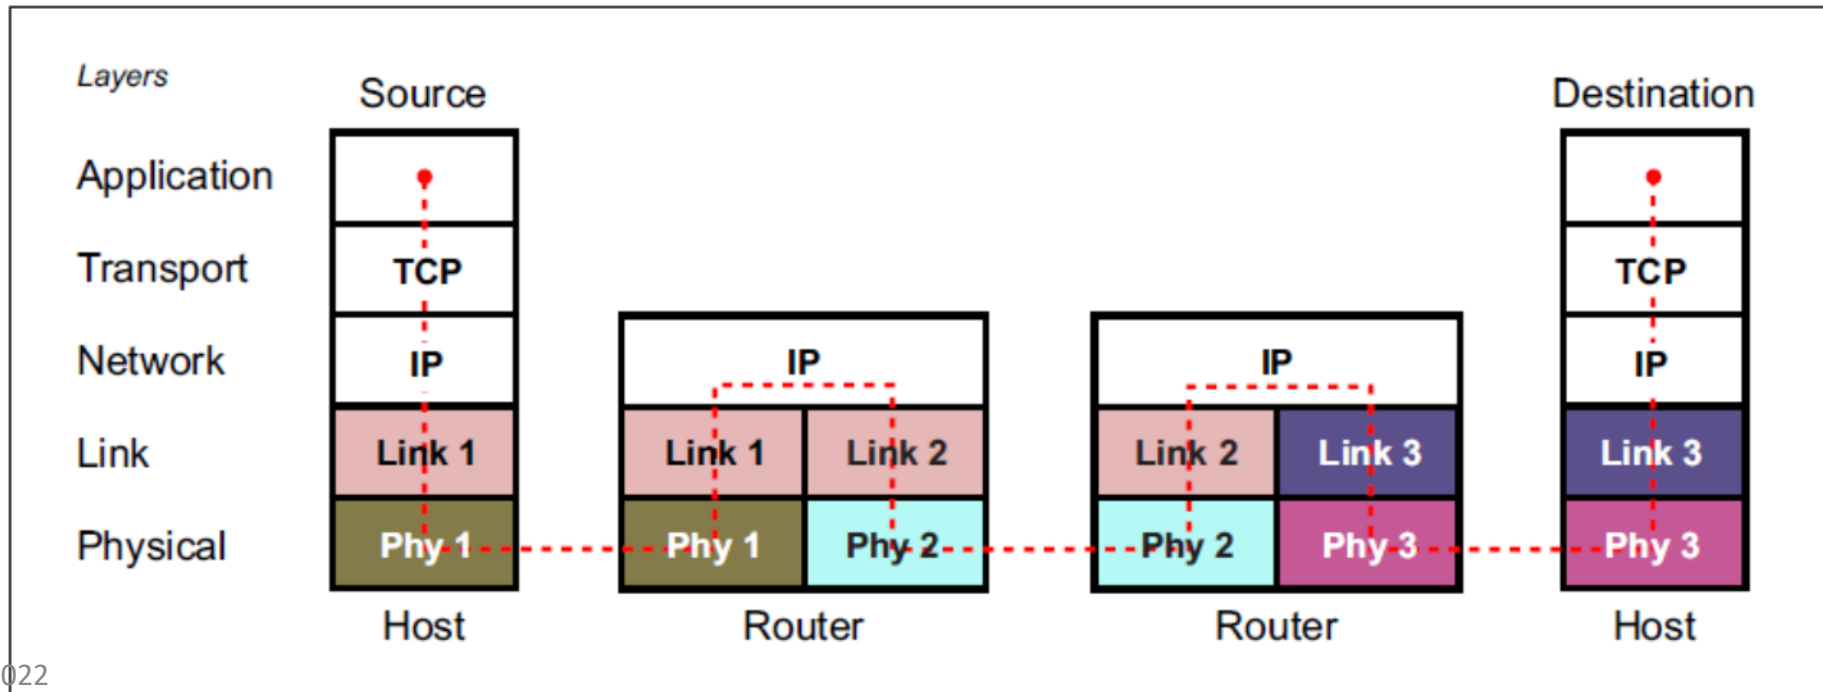 Layers
Source
Destination
Application
Transport
TCP
TCP
Network
IP
IP
IP
IP
Link
Link 1
Link 1
Link 2
Link 2
Link 3
Link 3
Physical
Phy 1
Phy 1
Phy 2
Phy 2
Phy 3
Phy 3
Host
Router
Router
Host
022